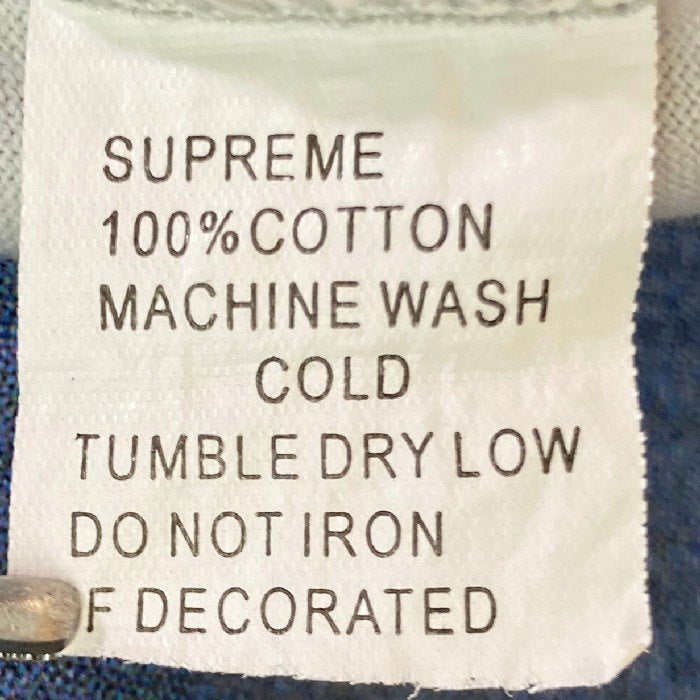 SUPREME
100%COTTON
MACHINE WASH
COLD
TUMBLE DRY LOW
DO NOT IRON
F DECORATED